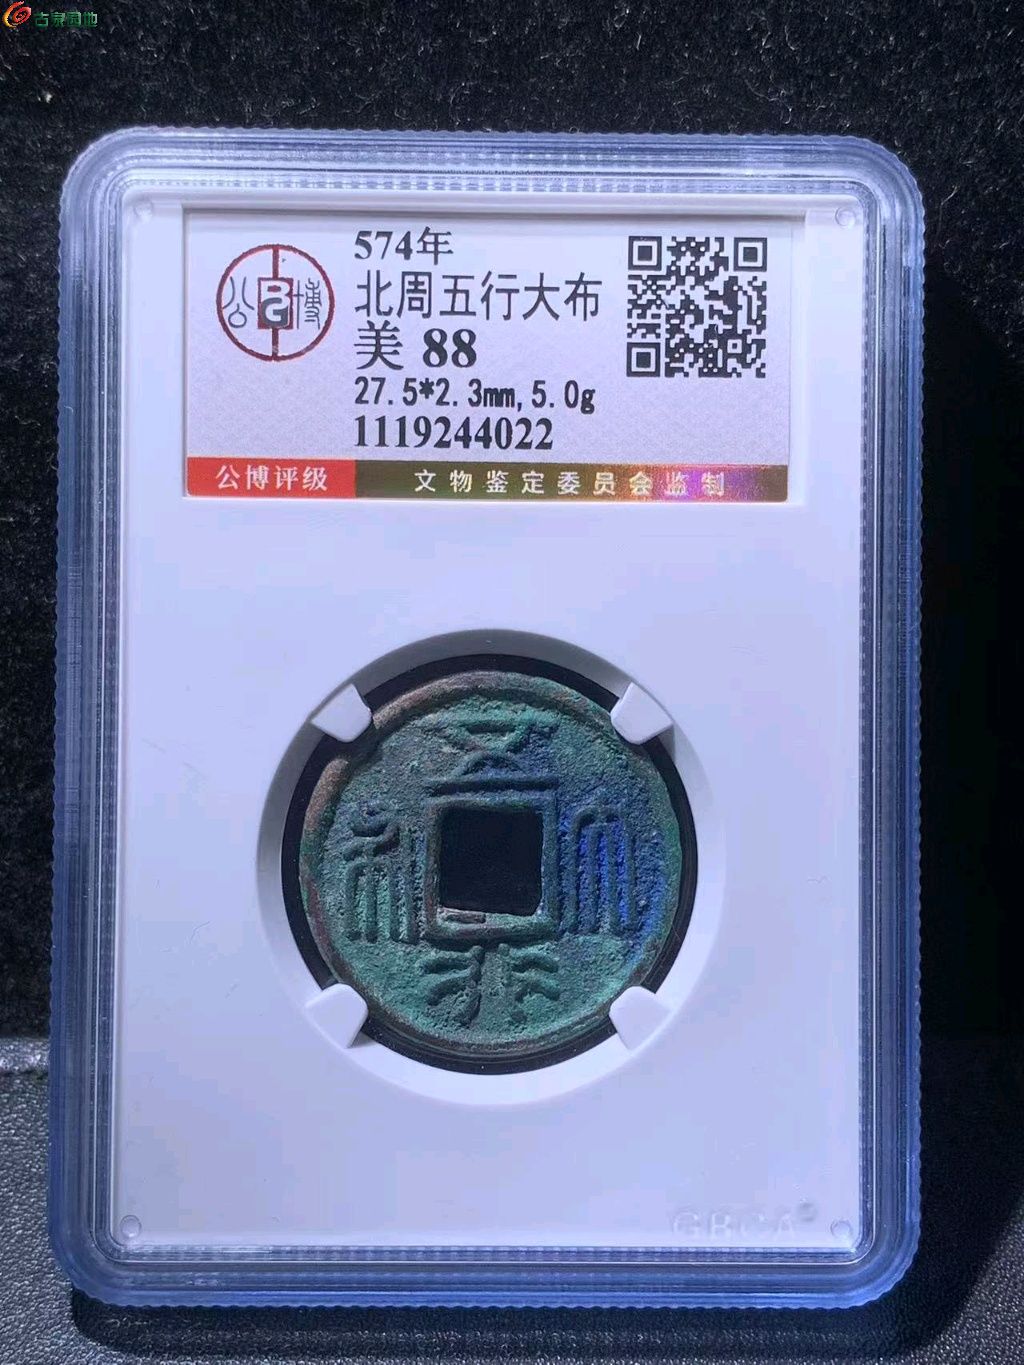 古泉园地
574年
北周五行大布
美 88
27.5*2.3mm,5.0g
1119244022
公 博
公博评级
文物鉴定委员会监制
五
布 大
行
GBCA